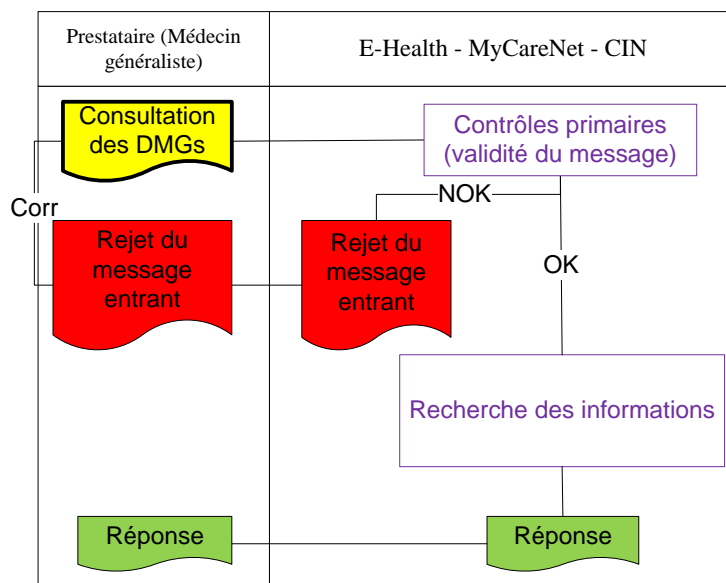 Prestataire (Médecin
généraliste)
E-Health - MyCareNet - CIN
Consultation
des DMGs
Contrôles primaires
(validité du message)
NOK
Corr
Rejet du
message
entrant
Rejet du
message
entrant
OK
Recherche des informations
Réponse
Réponse